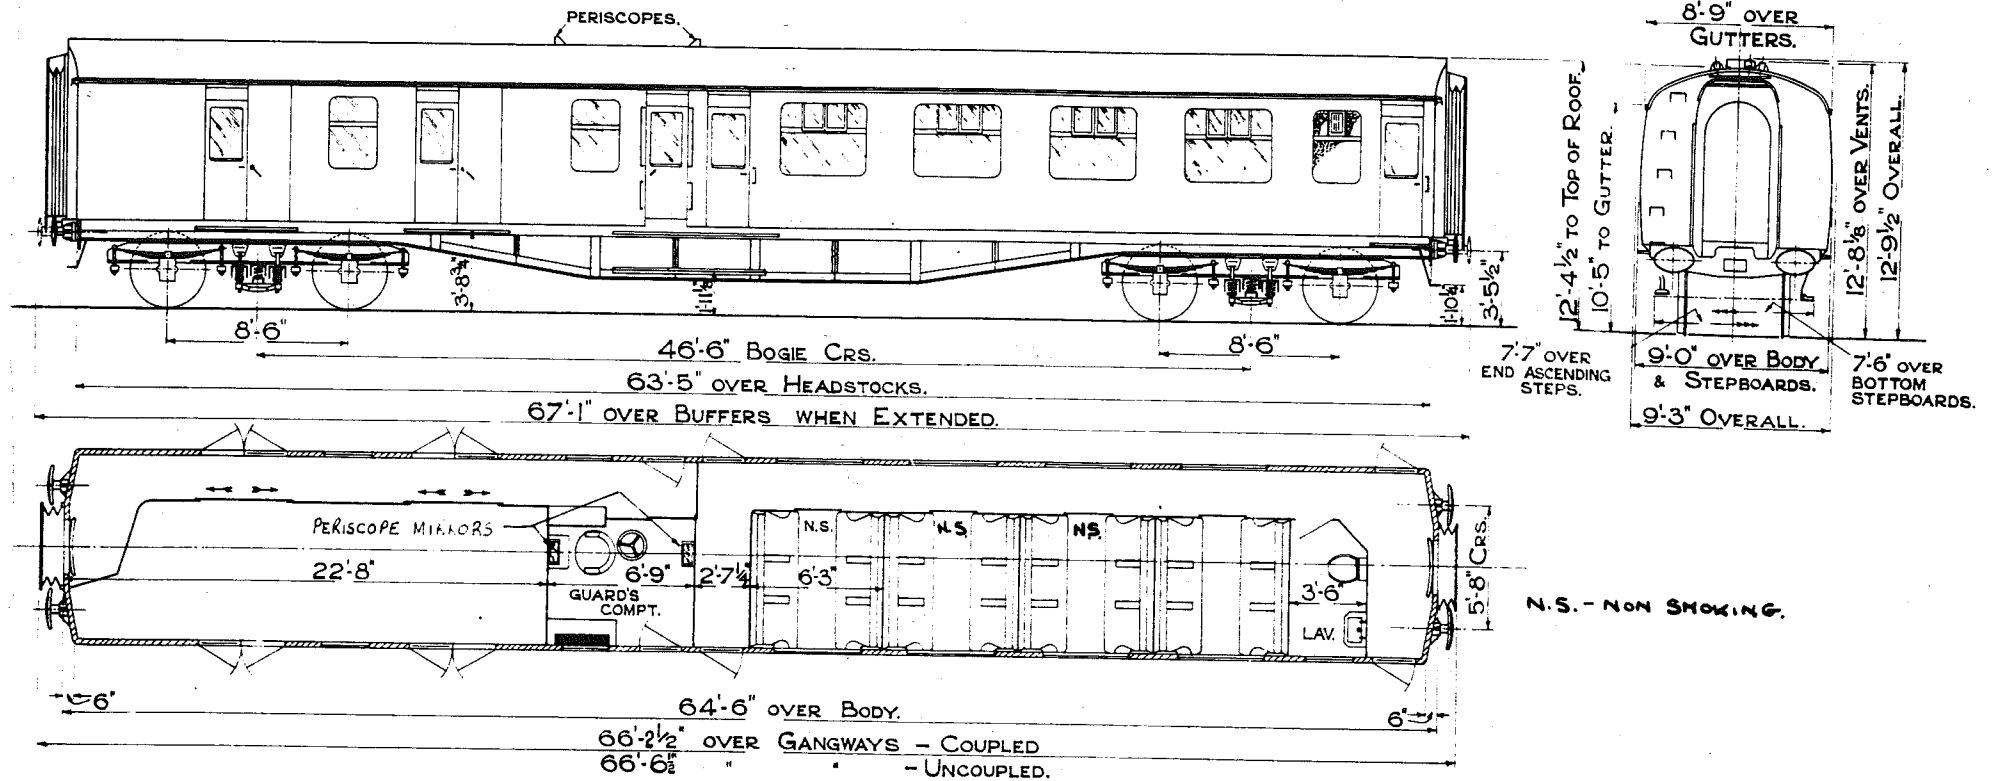 PERISCOPES.
3'-8¾"
1'-11½"
1'-10¼"
3'-5½"
8'-6"
46'-6" BOGIE CRS.
8'-6"
63'-5" OVER HEADSTOCKS.
67'-1" OVER BUFFERS WHEN EXTENDED.
8'-9" OVER
GUTTERS.
12'-4½" TO TOP OF ROOF.
10'-5" TO GUTTER.
12'-8⅛" OVER VENTS.
12'-9½" OVERALL.
7'-7" OVER
END ASCENDING
STEPS.
9'-0" OVER BODY
& STEPBOARDS.
7'-6" OVER
BOTTOM
STEPBOARDS.
9'-3" OVERALL.
PERISCOPE MIRRORS
N.S.
N.S.
N.S.
22'-8"
6'-9"
2'-7¼"
6'-3"
3'-6"
GUARD'S
COMPT.
LAV.
5'-8" CRS.
N.S. - NON SMOKING.
6"
64'-6" OVER BODY.
6"
66'-2½" OVER GANGWAYS - COUPLED
66'-6½" " " - UNCOUPLED.